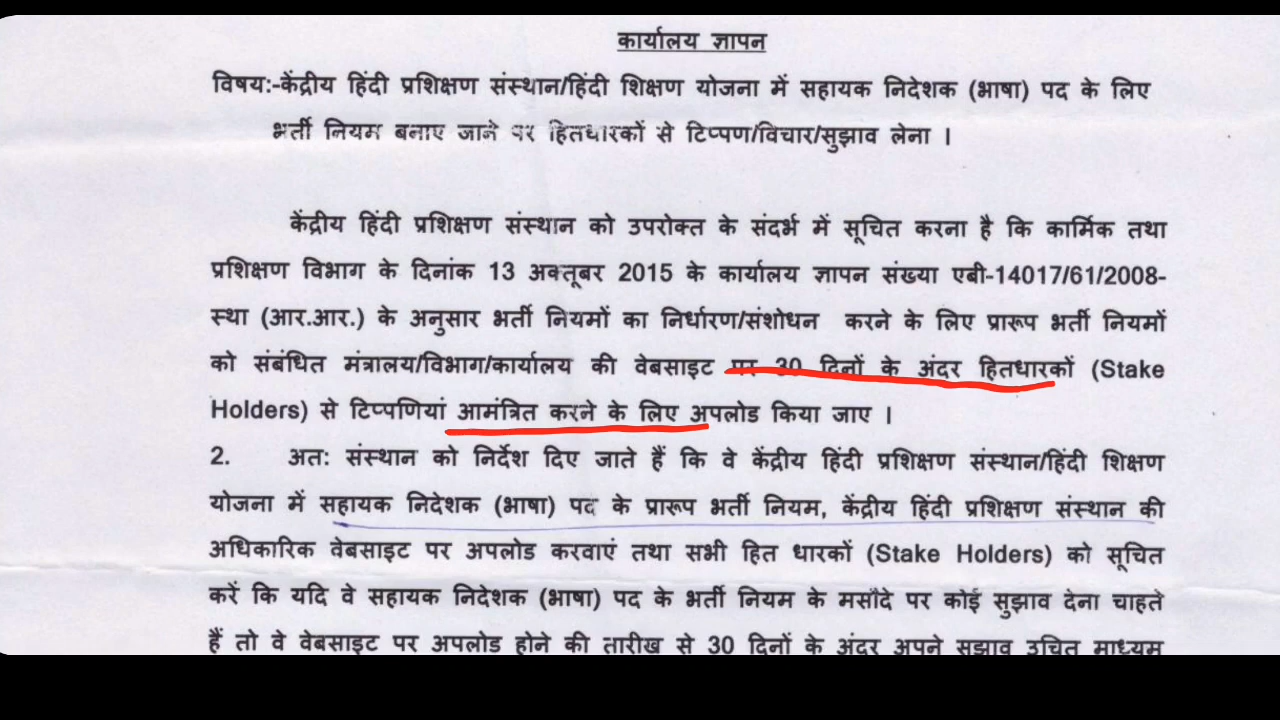 कार्यालय ज्ञापन
विषय:-केंद्रीय हिंदी प्रशिक्षण संस्थान/हिंदी शिक्षण योजना में सहायक निदेशक (भाषा) पद के लिए
भर्ती नियम बनाए जाने पर हितधारकों से टिप्पण/विचार/सुझाव लेना ।
केंद्रीय हिंदी प्रशिक्षण संस्थान को उपरोक्त के संदर्भ में सूचित करना है कि कार्मिक तथा
प्रशिक्षण विभाग के दिनांक 13 अक्तूबर 2015 के कार्यालय ज्ञापन संख्या एबी-14017/61/2008-
स्था (आर.आर.) के अनुसार भर्ती नियमों का निर्धारण/संशोधन करने के लिए प्रारूप भर्ती नियमों
को संबंधित मंत्रालय/विभाग/कार्यालय की वेबसाइट पर 30 दिनों के अंदर हितधारकों (Stake
Holders) से टिप्पणियां आमंत्रित करने के लिए अपलोड किया जाए ।
2. अत: संस्थान को निर्देश दिए जाते हैं कि वे केंद्रीय हिंदी प्रशिक्षण संस्थान/हिंदी शिक्षण
योजना में सहायक निदेशक (भाषा) पद के प्रारूप भर्ती नियम, केंद्रीय हिंदी प्रशिक्षण संस्थान की
अधिकारिक वेबसाइट पर अपलोड करवाएं तथा सभी हित धारकों (Stake Holders) को सूचित
करें कि यदि वे सहायक निदेशक (भाषा) पद के भर्ती नियम के मसौदे पर कोई सुझाव देना चाहते
हैं तो वे वेबसाइट पर अपलोड होने की तारीख से 30 दिनों के अंदर अपने सुझाव उचित माध्यम